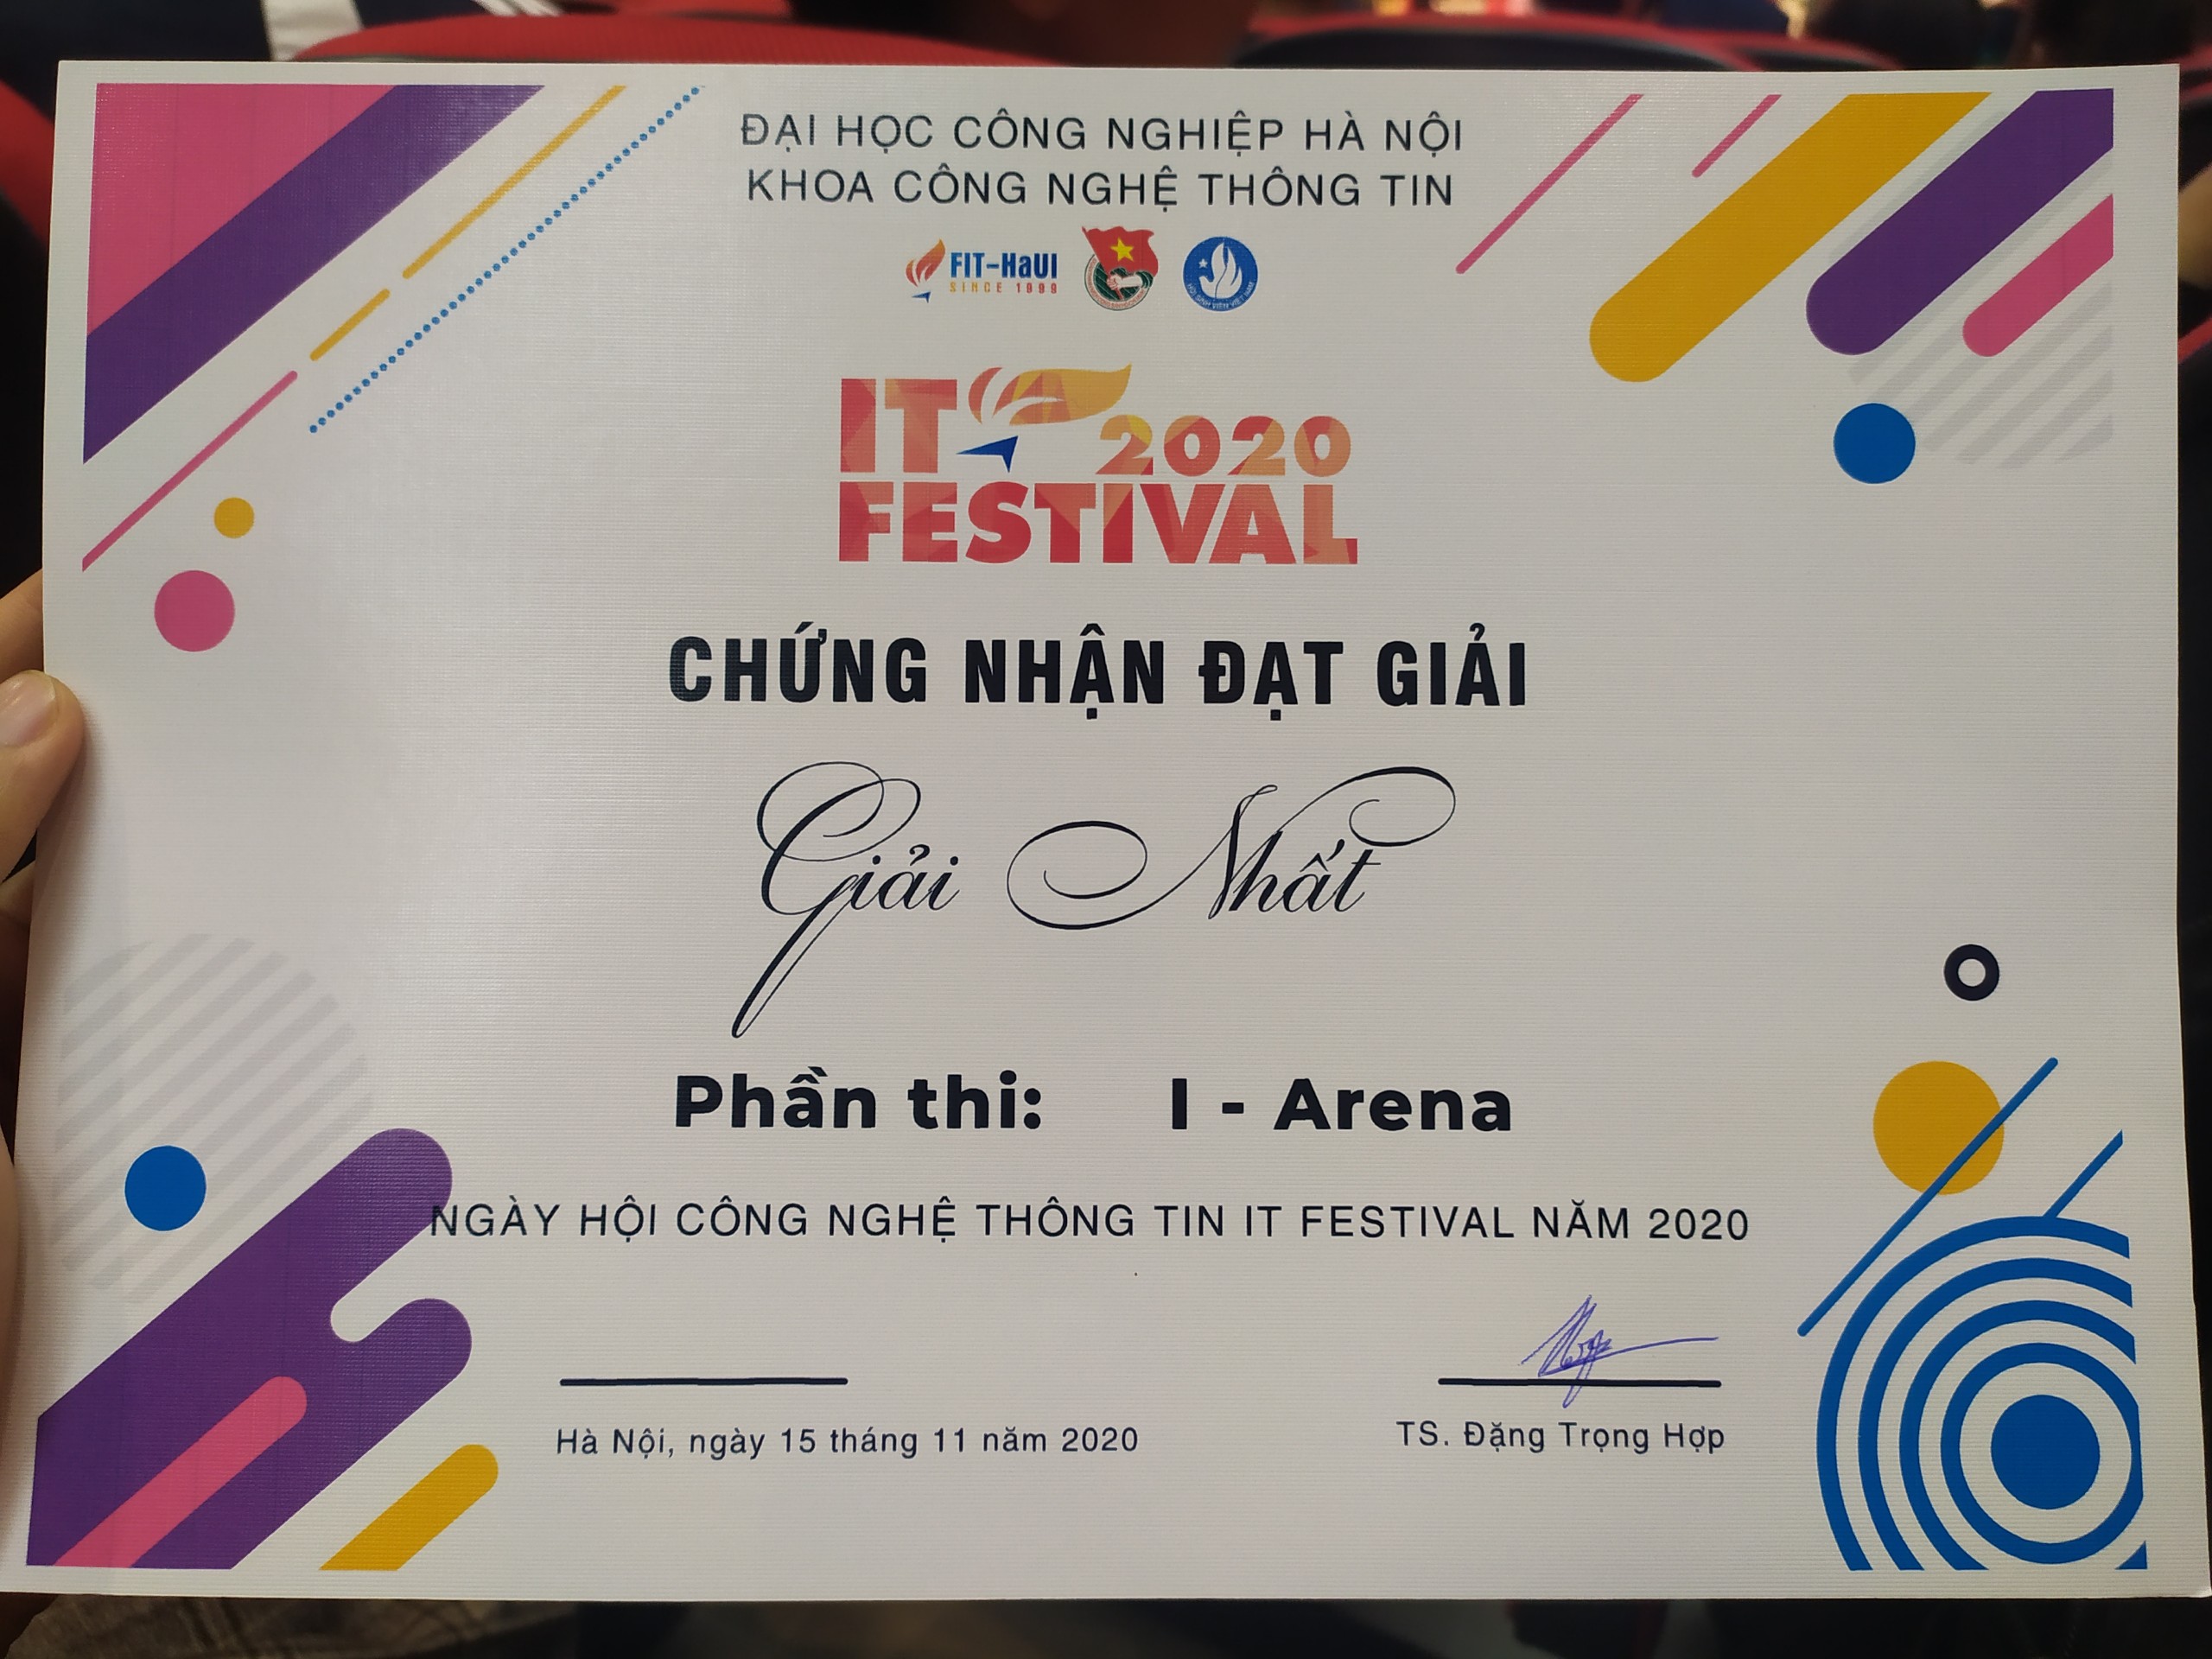 ĐẠI HỌC CÔNG NGHIỆP HÀ NỘI
KHOA CÔNG NGHỆ THÔNG TIN
FIT-HaUI
SINCE 1999
IT 2020
FESTIVAL
CHỨNG NHẬN ĐẠT GIẢI
Giải Nhất
Phần thi: I - Arena
NGÀY HỘI CÔNG NGHỆ THÔNG TIN IT FESTIVAL NĂM 2020
Hà Nội, ngày 15 tháng 11 năm 2020
TS. Đặng Trọng Hợp